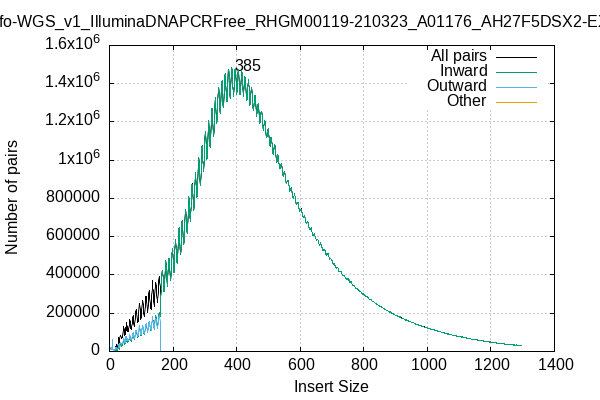 fo-WGS_v1_IlluminaDNAPCRFree_RHGM00119-210323_A01176_AH27F5DSX2-EX
1.6x10⁶
1.4x10⁶
1.2x10⁶
1x10⁶
800000
600000
400000
200000
0
Number of pairs
385
All pairs
Inward
Outward
Other
0 200 400 600 800 1000 1200 1400
Insert Size